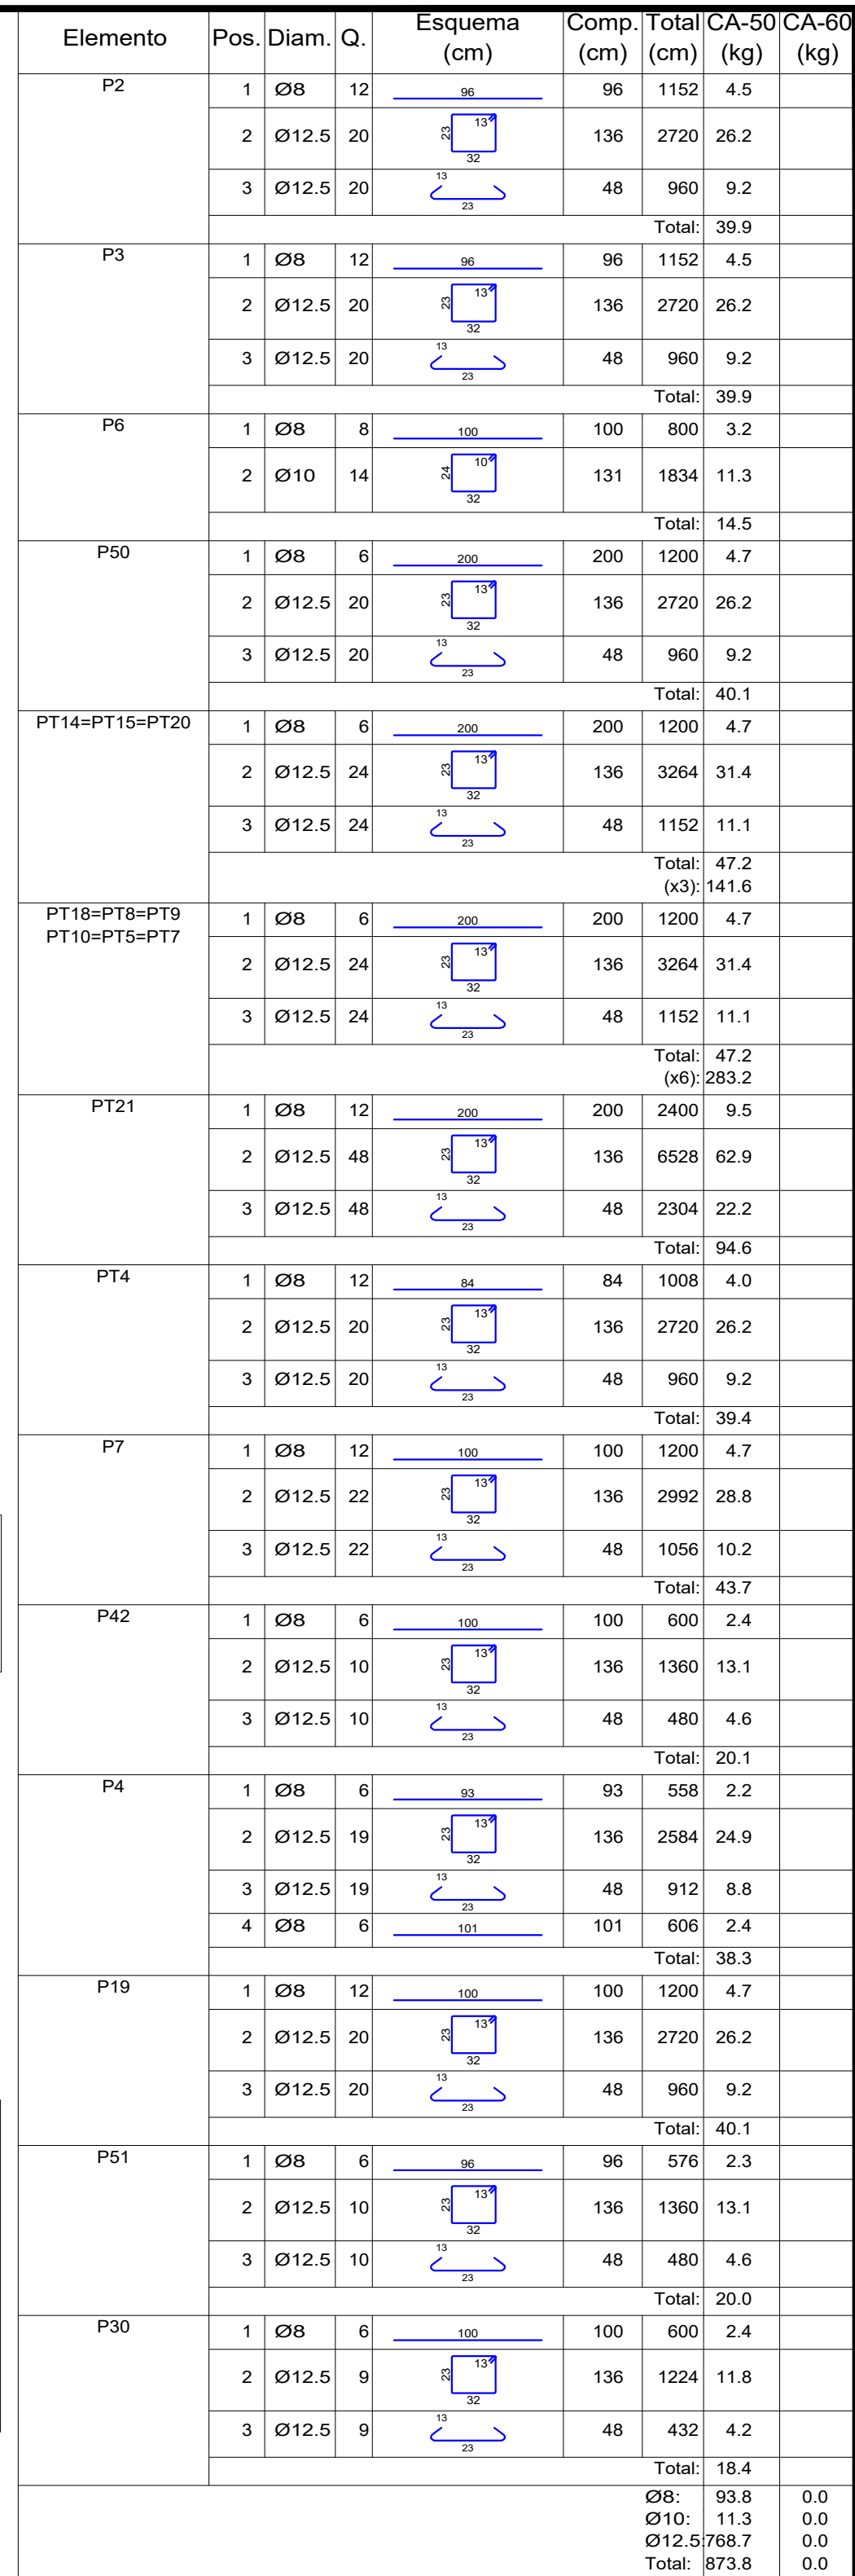 Elemento Pos. Diam. Q. Esquema (cm) Comp. (cm) Total (cm) CA-50 (kg) CA-60 (kg)
P2 1 Ø8 12 96 96 1152 4.5
2 Ø12.5 20 23 13 32 136 2720 26.2
3 Ø12.5 20 13 23 48 960 9.2
Total: 39.9
P3 1 Ø8 12 96 96 1152 4.5
2 Ø12.5 20 23 13 32 136 2720 26.2
3 Ø12.5 20 13 23 48 960 9.2
Total: 39.9
P6 1 Ø8 8 100 100 800 3.2
2 Ø10 14 24 10 32 131 1834 11.3
Total: 14.5
P50 1 Ø8 6 200 200 1200 4.7
2 Ø12.5 20 23 13 32 136 2720 26.2
3 Ø12.5 20 13 23 48 960 9.2
Total: 40.1
PT14=PT15=PT20 1 Ø8 6 200 200 1200 4.7
2 Ø12.5 24 23 13 32 136 3264 31.4
3 Ø12.5 24 13 23 48 1152 11.1
Total: 47.2
(x3): 141.6
PT18=PT8=PT9
PT10=PT5=PT7 1 Ø8 6 200 200 1200 4.7
2 Ø12.5 24 23 13 32 136 3264 31.4
3 Ø12.5 24 13 23 48 1152 11.1
Total: 47.2
(x6): 283.2
PT21 1 Ø8 12 200 200 2400 9.5
2 Ø12.5 48 23 13 32 136 6528 62.9
3 Ø12.5 48 13 23 48 2304 22.2
Total: 94.6
PT4 1 Ø8 12 84 84 1008 4.0
2 Ø12.5 20 23 13 32 136 2720 26.2
3 Ø12.5 20 13 23 48 960 9.2
Total: 39.4
P7 1 Ø8 12 100 100 1200 4.7
2 Ø12.5 22 23 13 32 136 2992 28.8
3 Ø12.5 22 13 23 48 1056 10.2
Total: 43.7
P42 1 Ø8 6 100 100 600 2.4
2 Ø12.5 10 23 13 32 136 1360 13.1
3 Ø12.5 10 13 23 48 480 4.6
Total: 20.1
P4 1 Ø8 6 93 93 558 2.2
2 Ø12.5 19 23 13 32 136 2584 24.9
3 Ø12.5 19 13 23 48 912 8.8
4 Ø8 6 101 101 606 2.4
Total: 38.3
P19 1 Ø8 12 100 100 1200 4.7
2 Ø12.5 20 23 13 32 136 2720 26.2
3 Ø12.5 20 13 23 48 960 9.2
Total: 40.1
P51 1 Ø8 6 96 96 576 2.3
2 Ø12.5 10 23 13 32 136 1360 13.1
3 Ø12.5 10 13 23 48 480 4.6
Total: 20.0
P30 1 Ø8 6 100 100 600 2.4
2 Ø12.5 9 23 13 32 136 1224 11.8
3 Ø12.5 9 13 23 48 432 4.2
Total: 18.4
Ø8: 93.8 0.0
Ø10: 11.3 0.0
Ø12.5: 768.7 0.0
Total: 873.8 0.0